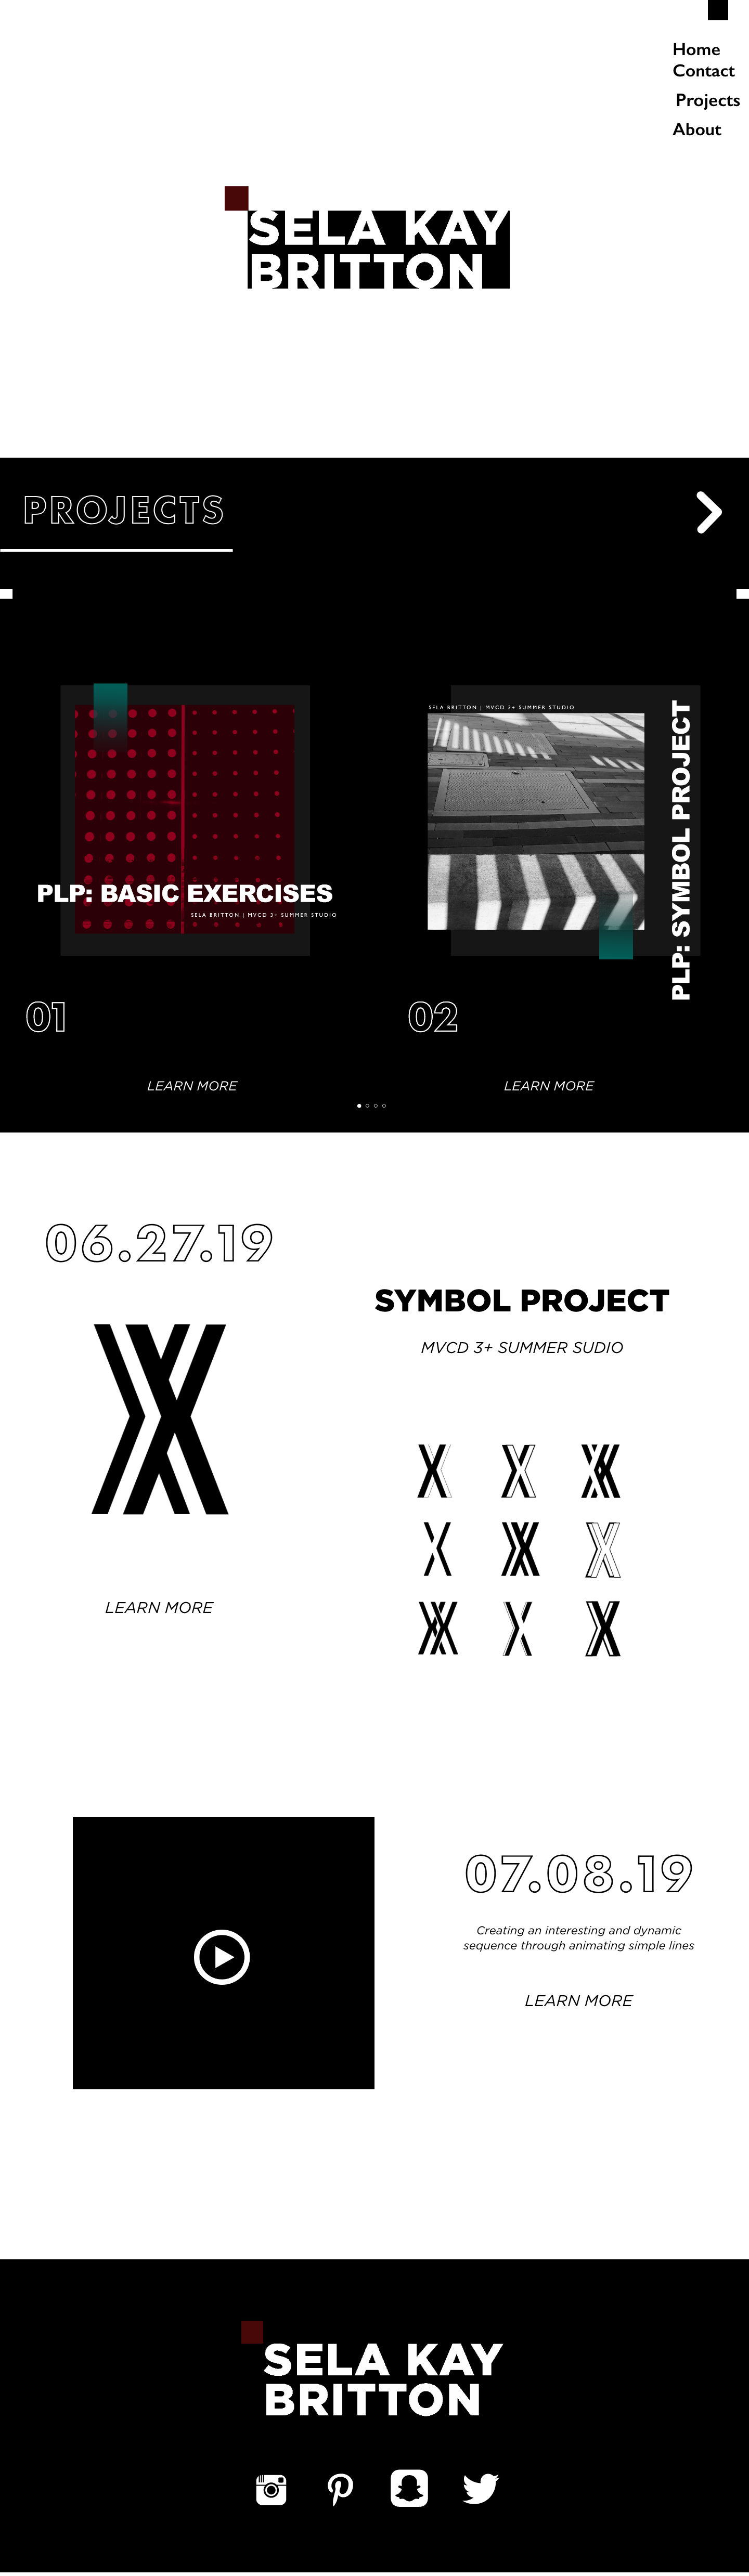 Home
Contact
Projects
About
SELA KAY
BRITTON
PROJECTS
PLP: BASIC EXERCISES
SELA BRITTON | MVCD 3+ SUMMER STUDIO
SELA BRITTON | MVCD 3+ SUMMER STUDIO
PLP: SYMBOL PROJECT
01
02
LEARN MORE
LEARN MORE
06.27.19
SYMBOL PROJECT
MVCD 3+ SUMMER SUDIO
LEARN MORE
07.08.19
Creating an interesting and dynamic
sequence through animating simple lines
LEARN MORE
SELA KAY
BRITTON